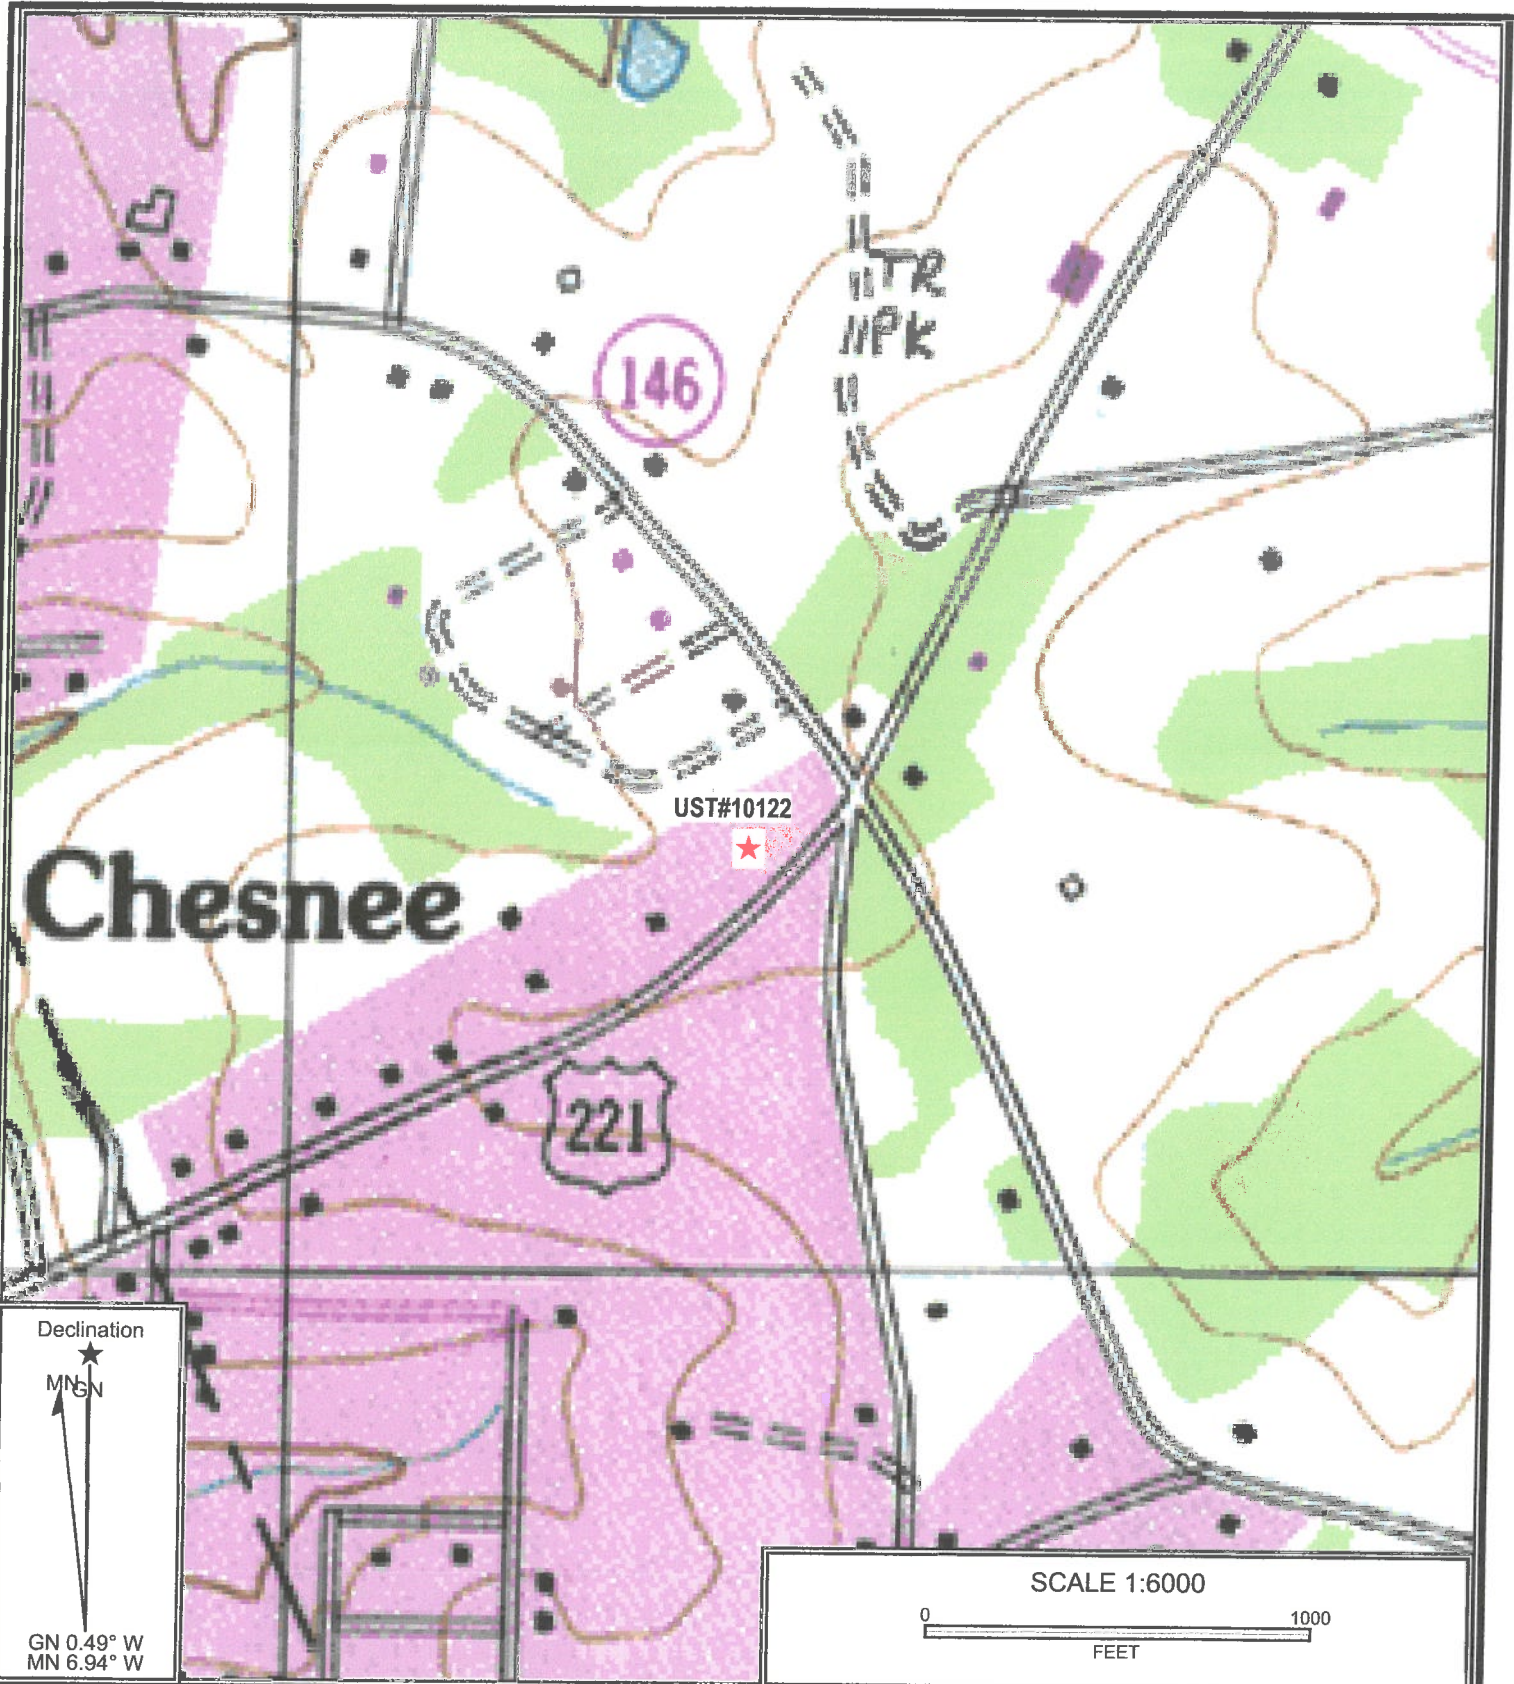 TR
PK
146
UST#10122
Chesnee
221
Declination
MN
GN
GN 0.49° W
MN 6.94° W
SCALE 1:6000
0 1000
FEET